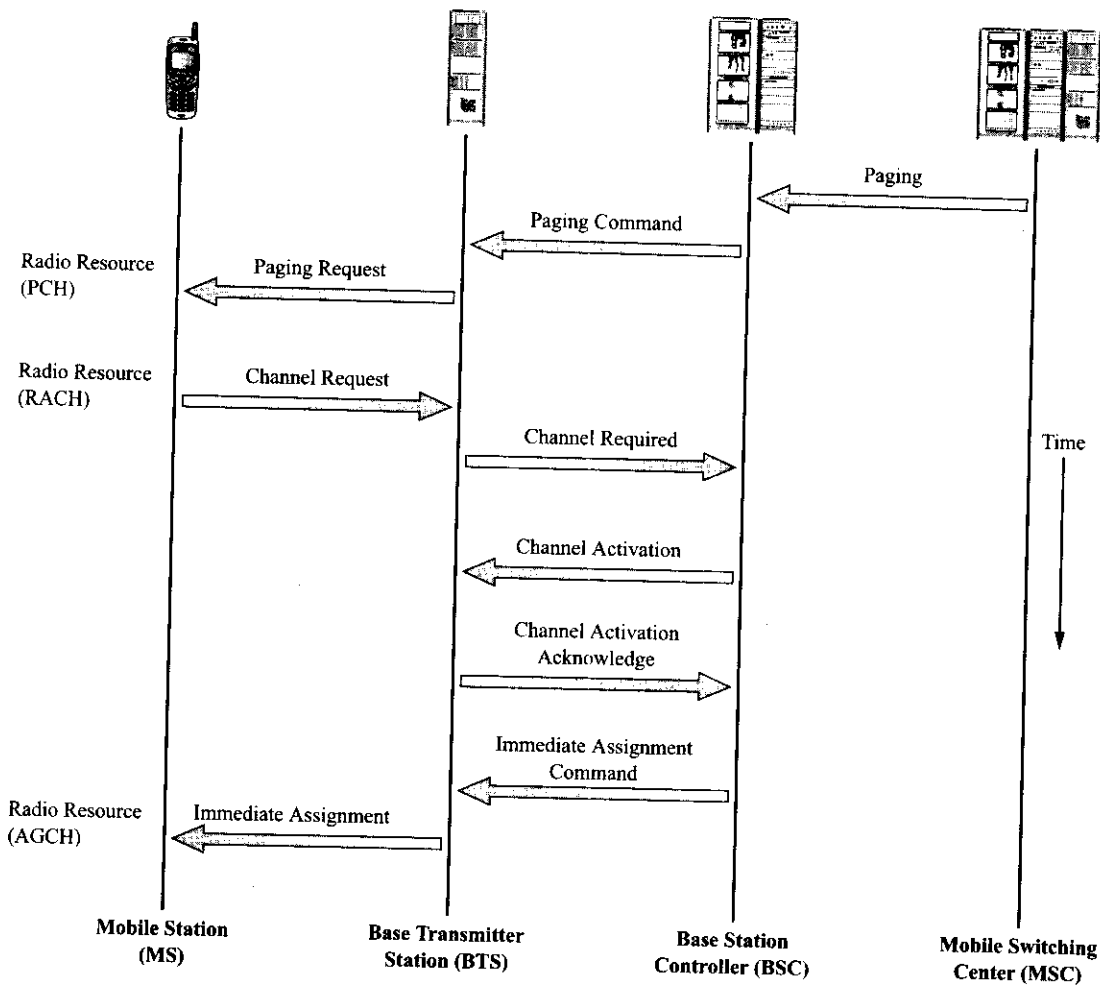 Paging
Paging Command
Radio Resource
(PCH)
Paging Request
Radio Resource
(RACH)
Channel Request
Channel Required
Time
Channel Activation
Channel Activation
Acknowledge
Immediate Assignment
Command
Radio Resource
(AGCH)
Immediate Assignment
Mobile Station
(MS)
Base Transmitter
Station (BTS)
Base Station
Controller (BSC)
Mobile Switching
Center (MSC)